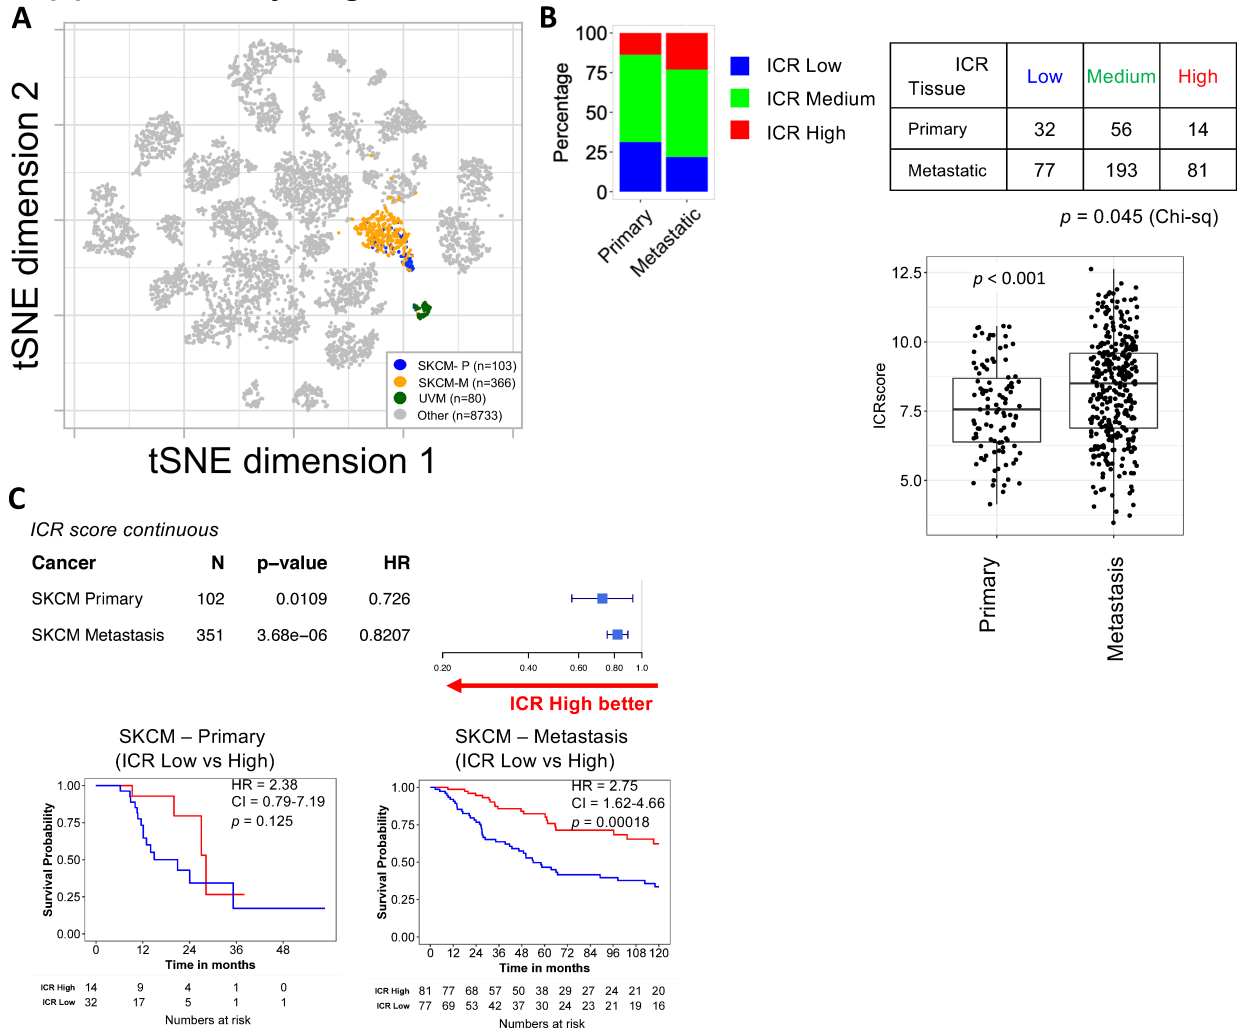 A
tSNE dimension 2
SKCM- P (n=103)
SKCM-M (n=366)
UVM (n=80)
Other (n=8733)
tSNE dimension 1
B
Percentage
100
75
50
25
0
Primary
Metastatic
ICR Low
ICR Medium
ICR High
ICR
Tissue
Low Medium High
Primary 32 56 14
Metastatic 77 193 81
p = 0.045 (Chi-sq)
ICRscore
12.5
10.0
7.5
5.0
p < 0.001
Primary
Metastasis
C
ICR score continuous
Cancer N p−value HR
SKCM Primary 102 0.0109 0.726
SKCM Metastasis 351 3.68e−06 0.8207
0.20 0.40 0.60 0.80 1.0
ICR High better
SKCM – Primary
(ICR Low vs High)
HR = 2.38
CI = 0.79-7.19
p = 0.125
Survival Probability
1.00
0.75
0.50
0.25
0.00
0 12 24 36 48
Time in months
ICR High 14 9 4 1 0
ICR Low 32 17 5 1 1
Numbers at risk
SKCM – Metastasis
(ICR Low vs High)
HR = 2.75
CI = 1.62-4.66
p = 0.00018
Survival Probability
1.00
0.75
0.50
0.25
0.00
0 12 24 36 48 60 72 84 96 108 120
Time in months
ICR High 81 77 68 57 50 38 29 27 24 21 20
ICR Low 77 69 53 42 37 30 24 23 21 19 16
Numbers at risk